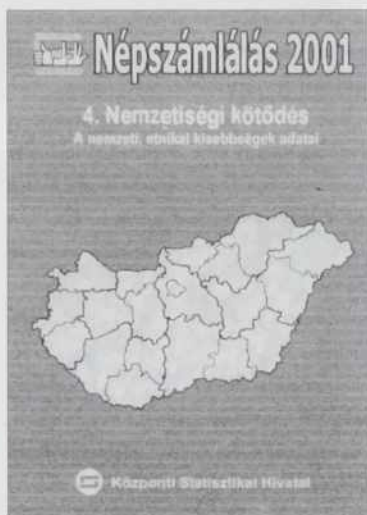 Népszámlálás 2001
4. Nemzetiségi kötődés
A nemzeti, etnikai kisebbségek adatai
Központi Statisztikai Hivatal